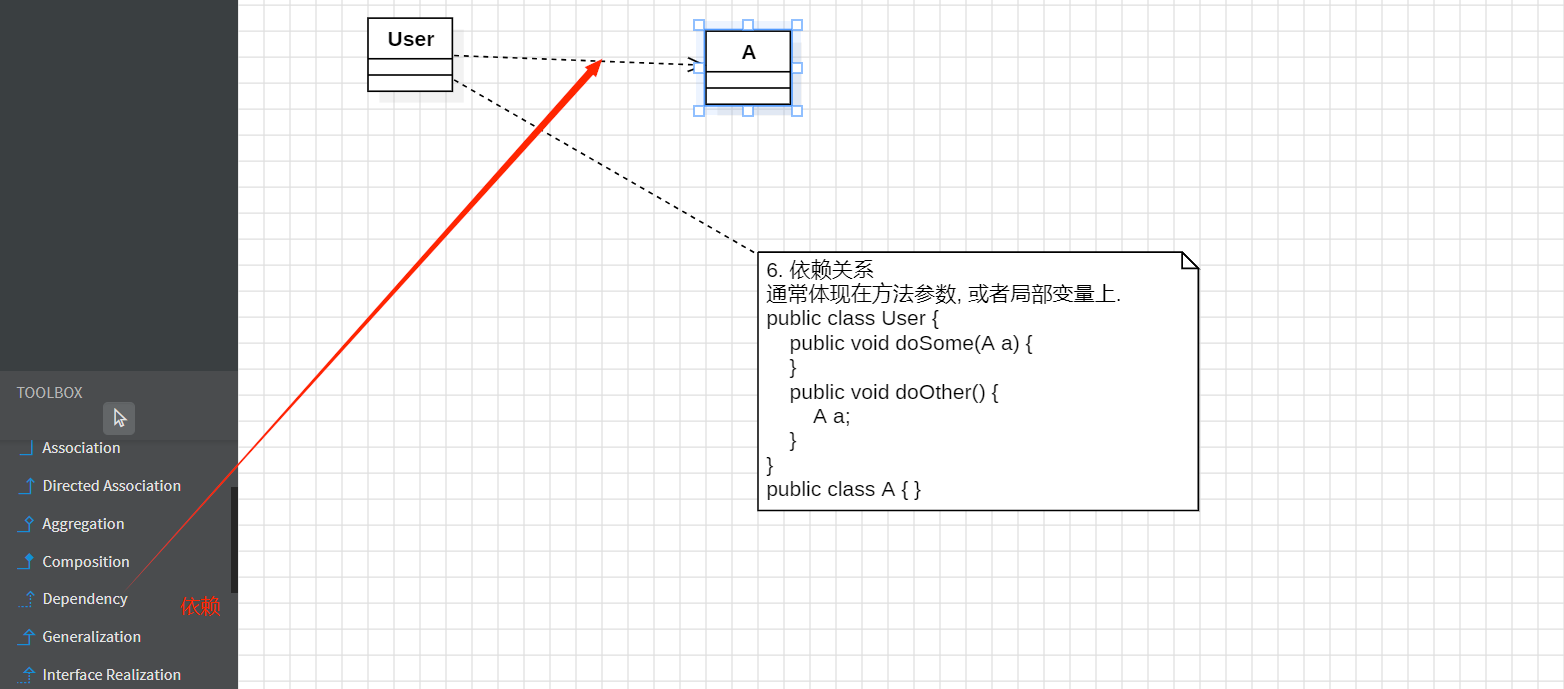 User
A
6. 依赖关系
通常体现在方法参数, 或者局部变量上.
public class User {
public void doSome(A a) {
}
public void doOther() {
A a;
}
}
public class A { }
TOOLBOX
Association
Directed Association
Aggregation
Composition
Dependency
依赖
Generalization
Interface Realization